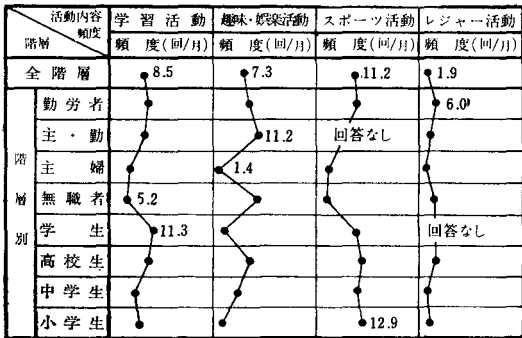 活動内容 学習活動 趣味・娯楽活動 スポーツ活動 レジャー活動
頻度
階層 頻度(回/月) 頻度(回/月) 頻度(回/月) 頻度(回/月)
全階層 8.5 7.3 11.2 1.9
勤労者 6.0
主・勤 11.2 回答なし
主婦 1.4
無職者 5.2
学生 11.3 回答なし
高校生
中学生
小学生 12.9
階層別